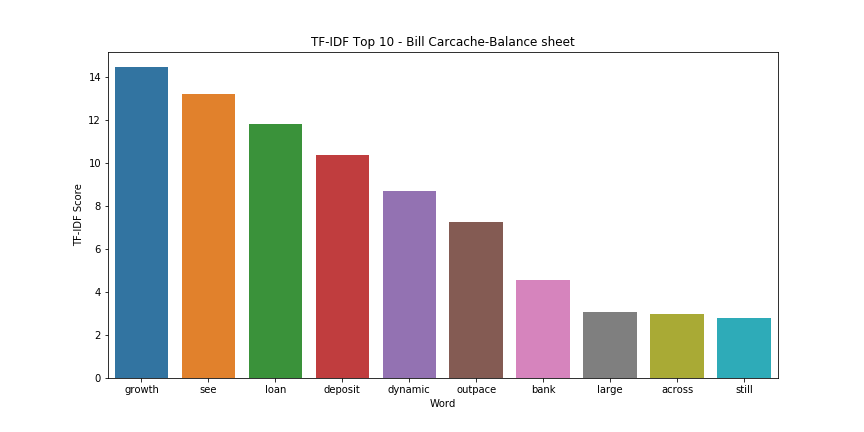 TF-IDF Top 10 - Bill Carcache-Balance sheet
TF-IDF Score
14
12
10
8
6
4
2
0
growth see loan deposit dynamic outpace bank large across still
Word